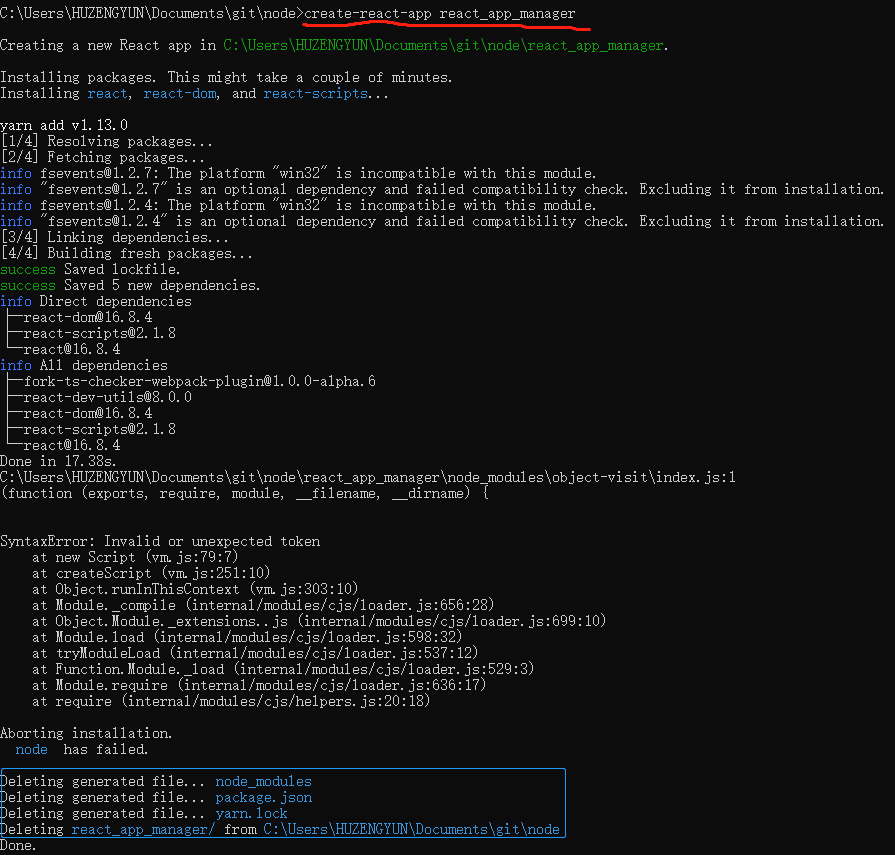 C:\Users\HUZENGYUN\Documents\git\node>create-react-app react_app_manager
Creating a new React app in C:\Users\HUZENGYUN\Documents\git\node\react_app_manager.
Installing packages. This might take a couple of minutes.
Installing react, react-dom, and react-scripts...
yarn add v1.13.0
[1/4] Resolving packages...
[2/4] Fetching packages...
info fsevents@1.2.7: The platform "win32" is incompatible with this module.
info "fsevents@1.2.7" is an optional dependency and failed compatibility check. Excluding it from installation.
info fsevents@1.2.4: The platform "win32" is incompatible with this module.
info "fsevents@1.2.4" is an optional dependency and failed compatibility check. Excluding it from installation.
[3/4] Linking dependencies...
[4/4] Building fresh packages...
success Saved lockfile.
success Saved 5 new dependencies.
info Direct dependencies
├─react-dom@16.8.4
├─react-scripts@2.1.8
└─react@16.8.4
info All dependencies
├─fork-ts-checker-webpack-plugin@1.0.0-alpha.6
├─react-dev-utils@8.0.0
├─react-dom@16.8.4
├─react-scripts@2.1.8
└─react@16.8.4
Done in 17.38s.
C:\Users\HUZENGYUN\Documents\git\node\react_app_manager\node_modules\object-visit\index.js:1
(function (exports, require, module, __filename, __dirname) {
SyntaxError: Invalid or unexpected token
at new Script (vm.js:79:7)
at createScript (vm.js:251:10)
at Object.runInThisContext (vm.js:303:10)
at Module._compile (internal/modules/cjs/loader.js:656:28)
at Object.Module._extensions..js (internal/modules/cjs/loader.js:699:10)
at Module.load (internal/modules/cjs/loader.js:598:32)
at tryModuleLoad (internal/modules/cjs/loader.js:537:12)
at Function.Module._load (internal/modules/cjs/loader.js:529:3)
at Module.require (internal/modules/cjs/loader.js:636:17)
at require (internal/modules/cjs/helpers.js:20:18)
Aborting installation.
node has failed.
Deleting generated file... node_modules
Deleting generated file... package.json
Deleting generated file... yarn.lock
Deleting react_app_manager/ from C:\Users\HUZENGYUN\Documents\git\node
Done.